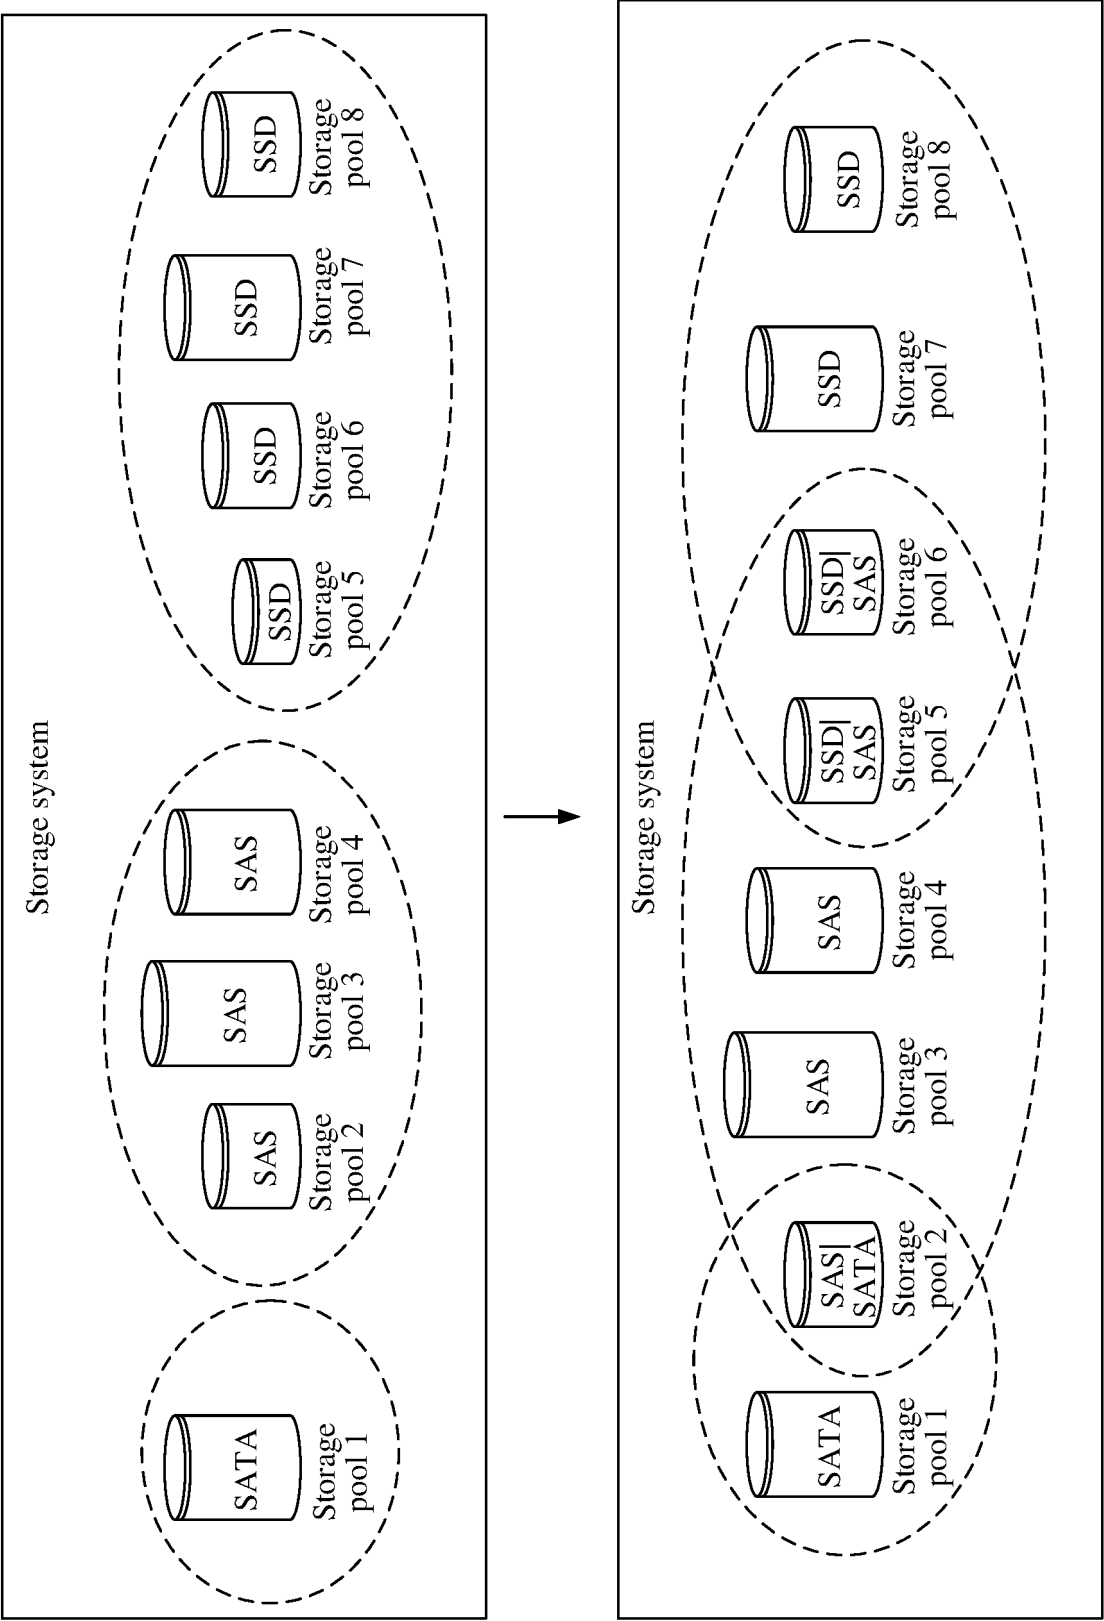 Storage system
SATA
Storage
pool 1
SAS
Storage
pool 2
SAS
Storage
pool 3
SAS
Storage
pool 4
SSD
Storage
pool 5
SSD
Storage
pool 6
SSD
Storage
pool 7
SSD
Storage
pool 8
Storage system
SATA
Storage
pool 1
SAS|
SATA
Storage
pool 2
SAS
Storage
pool 3
SAS
Storage
pool 4
SSD|
SAS
Storage
pool 5
SSD|
SAS
Storage
pool 6
SSD
Storage
pool 7
SSD
Storage
pool 8